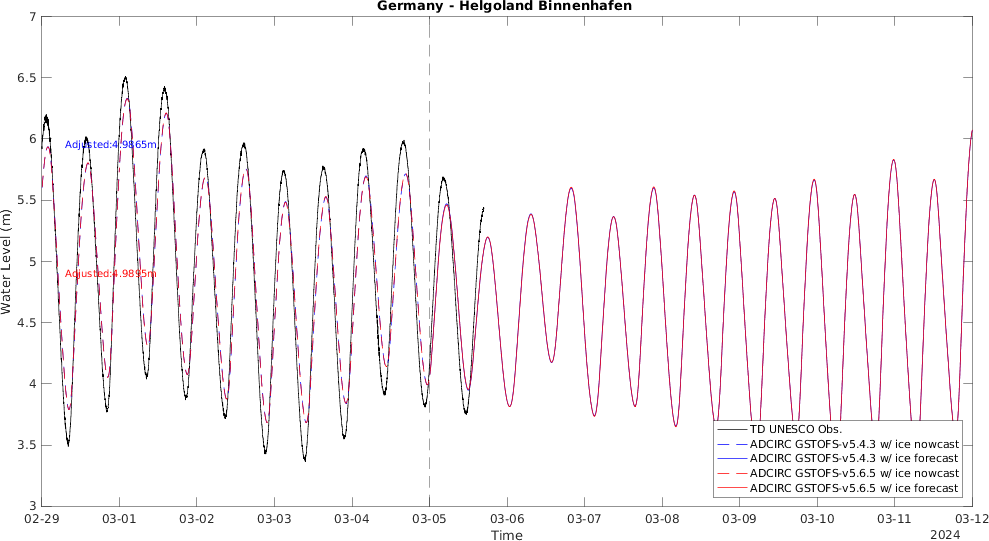 Germany - Helgoland Binnenhafen
Water Level (m)
7
6.5
6
5.5
5
4.5
4
3.5
3
Adjusted:4.9865m
Adjusted:4.9895m
TD UNESCO Obs.
ADCIRC GSTOFS-v5.4.3 w/ ice nowcast
ADCIRC GSTOFS-v5.4.3 w/ ice forecast
ADCIRC GSTOFS-v5.6.5 w/ ice nowcast
ADCIRC GSTOFS-v5.6.5 w/ ice forecast
02-29 03-01 03-02 03-03 03-04 03-05 03-06 03-07 03-08 03-09 03-10 03-11 03-12
Time
2024